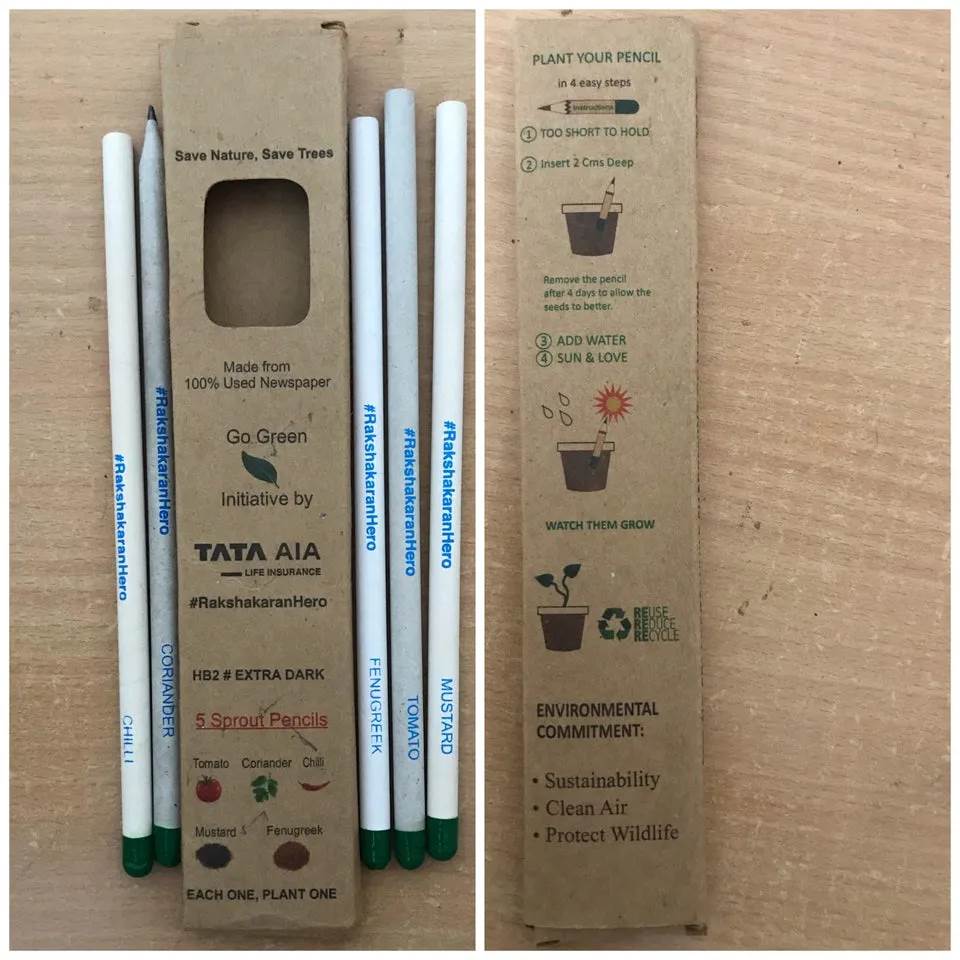 Save Nature, Save Trees
Made from
100% Used Newspaper
Go Green
Initiative by
TATA AIA
LIFE INSURANCE
#RakshakaranHero
HB2 # EXTRA DARK
5 Sprout Pencils
Tomato Coriander Chilli
Mustard Fenugreek
EACH ONE, PLANT ONE
#RakshakaranHero
CHILLI
#RakshakaranHero
CORIANDER
#RakshakaranHero
FENUGREEK
#RakshakaranHero
TOMATO
#RakshakaranHero
MUSTARD
PLANT YOUR PENCIL
in 4 easy steps
Instructions
1 TOO SHORT TO HOLD
2 Insert 2 Cms Deep
Remove the pencil
after 4 days to allow the
seeds to better.
3 ADD WATER
4 SUN & LOVE
WATCH THEM GROW
REUSE
REDUCE
RECYCLE
ENVIRONMENTAL
COMMITMENT:
• Sustainability
• Clean Air
• Protect Wildlife